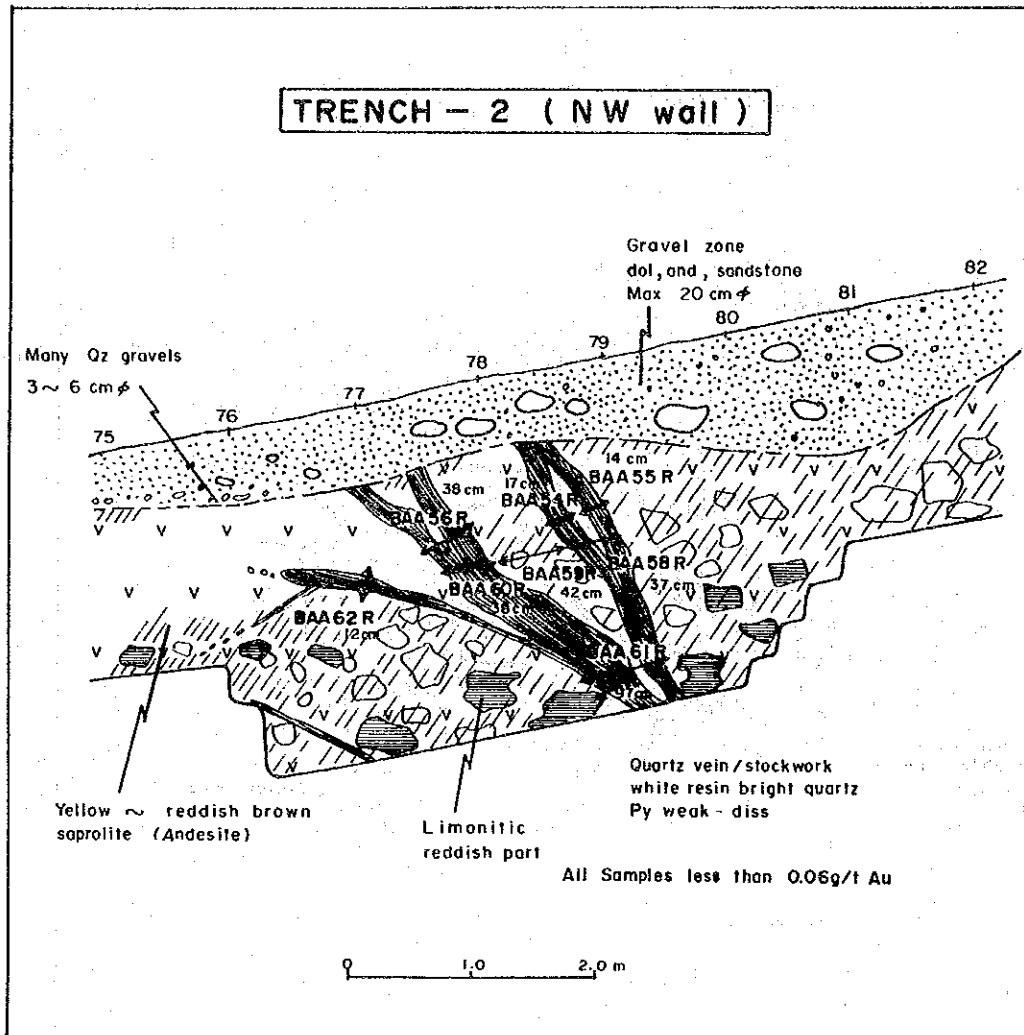 TRENCH - 2 ( NW wall )
Gravel zone
dol, and, sandstone
Max 20 cm φ
82
81
80
79
78
77
76
75
Many Qz gravels
3 ~ 6 cm φ
14 cm
BAA55R
17 cm
BAA54R
38 cm
BAA56R
BAA58R
37 cm
BAA59R
42 cm
BAA60R
38 cm
BAA62R
12 cm
BAA61R
Yellow ~ reddish brown
saprolite (Andesite)
Limonitic
reddish part
Quartz vein / stockwork
white resin bright quartz
Py weak - diss
All Samples less than 0.06g/t Au
0 1.0 2.0 m